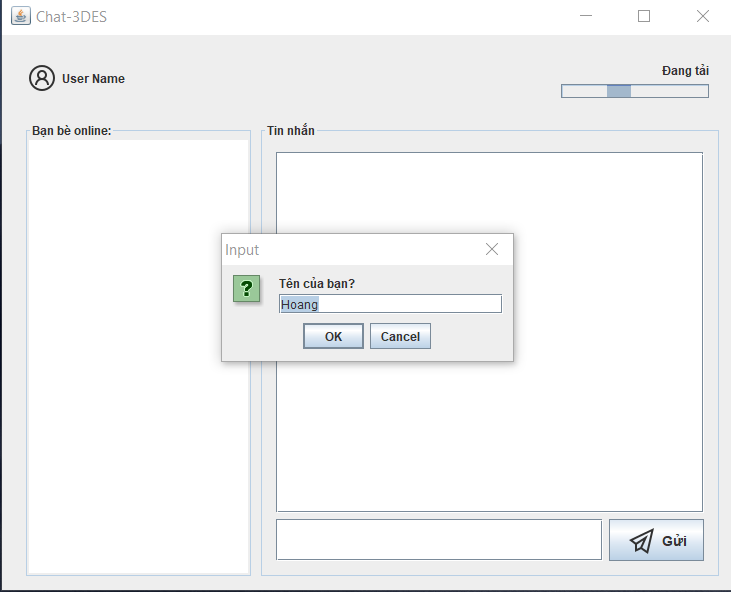 Chat-3DES
User Name
Đang tải
Bạn bè online:
Tin nhắn
Input
?
Tên của bạn?
Hoang
OK
Cancel
Gửi